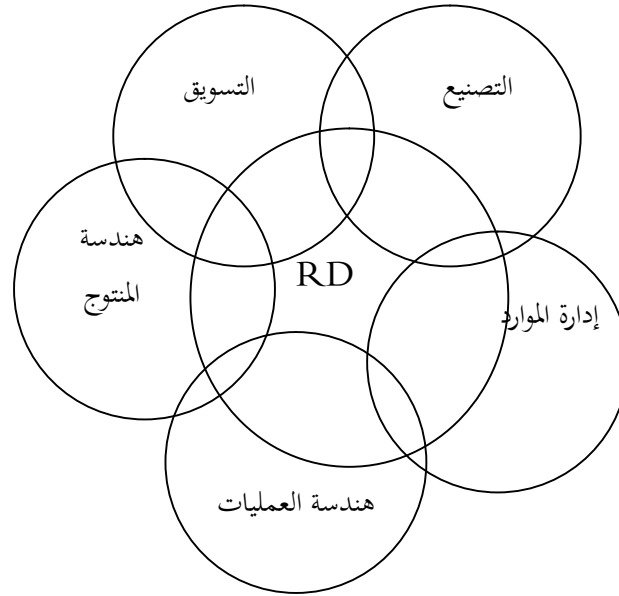 التصنيع
التسويق
هندسة
المنتوج
RD
إدارة الموارد
هندسة العمليات